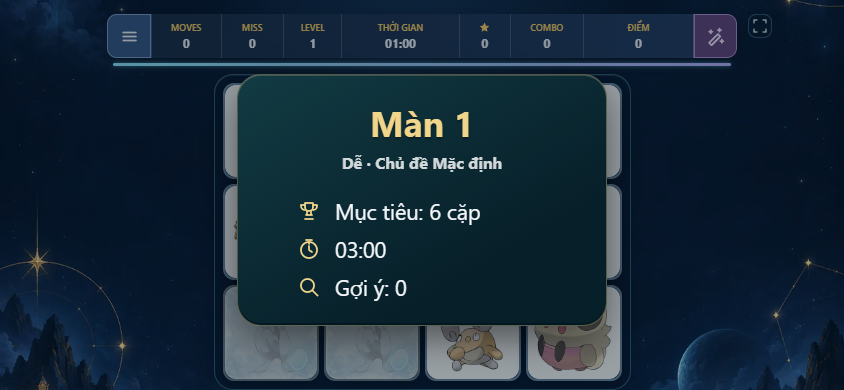 MOVES MISS LEVEL THỜI GIAN ★ COMBO ĐIỂM
0 0 1 01:00 0 0 0
Màn 1
Dễ · Chủ đề Mặc định
Mục tiêu: 6 cặp
03:00
Gợi ý: 0